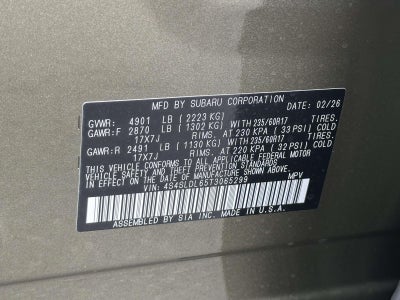 MFD BY SUBARU CORPORATION DATE: 02/26
GVWR: 4901 LB (2223 KG)
GAWR:F 2870 LB (1302 KG) WITH 235/60R17 TIRES.
17X7J RIMS. AT 230 KPA (33 PSI) COLD.
GAWR:R 2491 LB (1130 KG) WITH 235/60R17 TIRES.
17X7J RIMS. AT 220 KPA (32 PSI) COLD.
THIS VEHICLE CONFORMS TO ALL APPLICABLE FEDERAL MOTOR
VEHICLE SAFETY STANDARDS IN EFFECT ON THE DATE OF
MANUFACTURE SHOWN ABOVE.
VIN: 4S4SLDL65T3065299 MPV
ASSEMBLED BY SIA INC. MADE IN U.S.A.